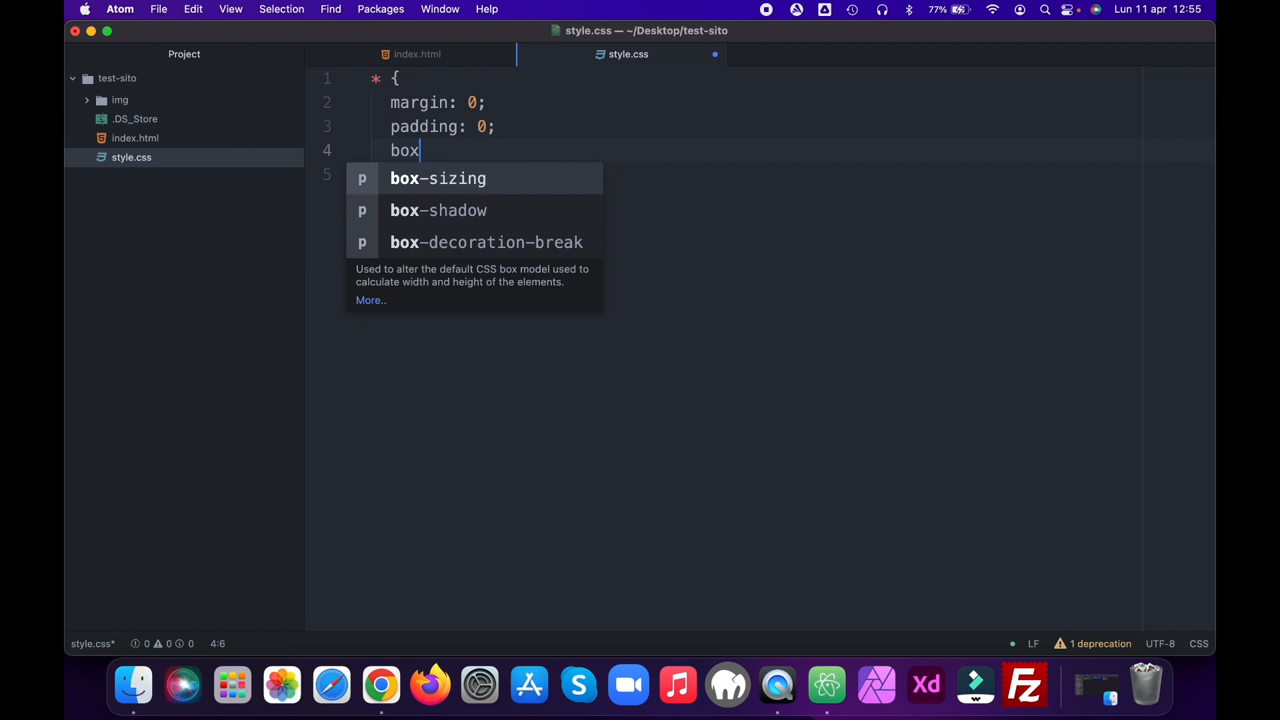 Atom File Edit View Selection Find Packages Window Help 77% Lun 11 apr 12:55
style.css — ~/Desktop/test-sito
Project index.html style.css
test-sito
img
.DS_Store
index.html
style.css
1 * {
2 margin: 0;
3 padding: 0;
4 box
5
p box-sizing
p box-shadow
p box-decoration-break
Used to alter the default CSS box model used to
calculate width and height of the elements.
More..
style.css* 0 0 0 4:6 LF 1 deprecation UTF-8 CSS
S Xd Fz